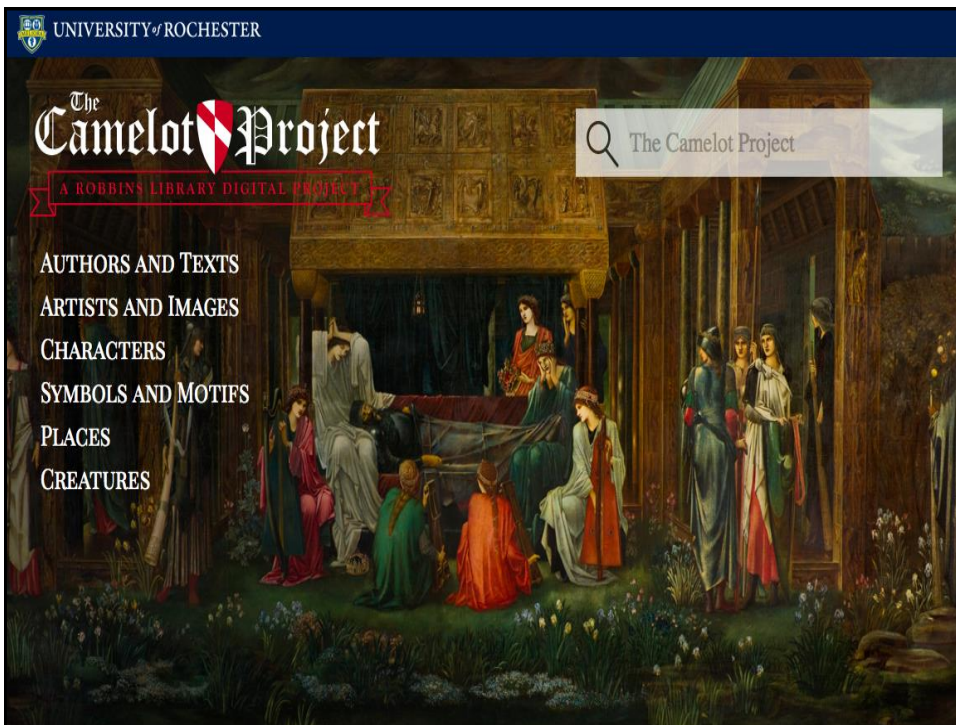 UNIVERSITY of ROCHESTER
The
Camelot Project
A ROBBINS LIBRARY DIGITAL PROJECT
The Camelot Project
AUTHORS AND TEXTS
ARTISTS AND IMAGES
CHARACTERS
SYMBOLS AND MOTIFS
PLACES
CREATURES